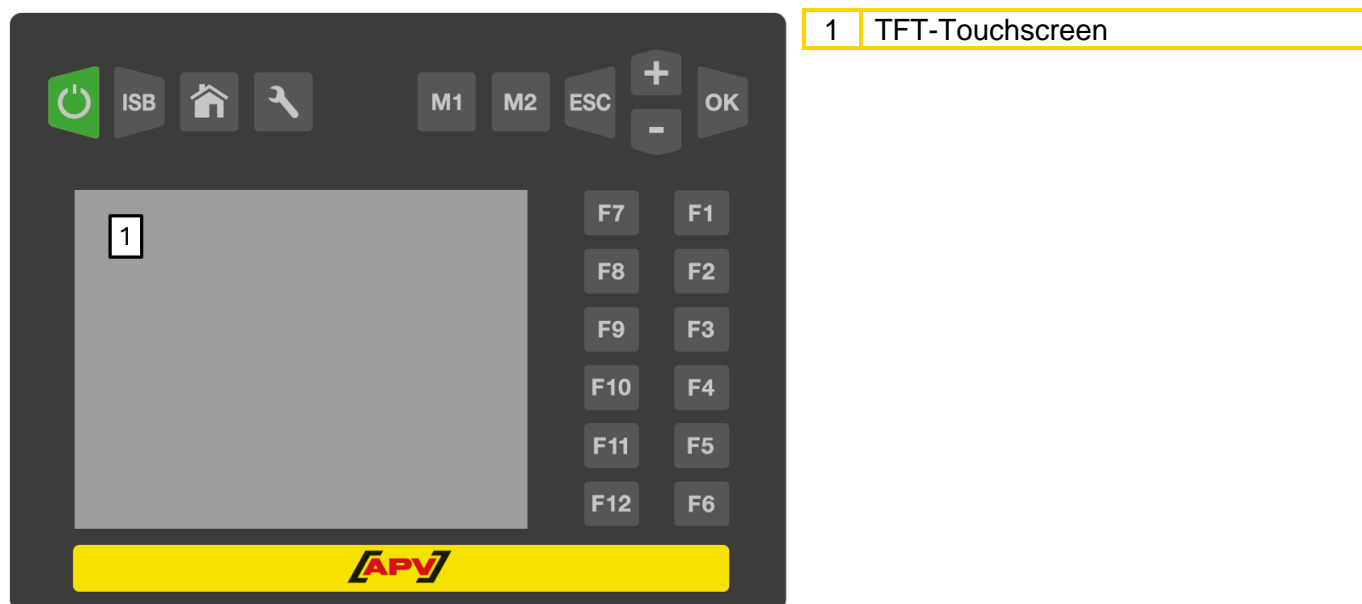 1 TFT-Touchscreen
ISB M1 M2 ESC + - OK
1
F7 F1
F8 F2
F9 F3
F10 F4
F11 F5
F12 F6
APV